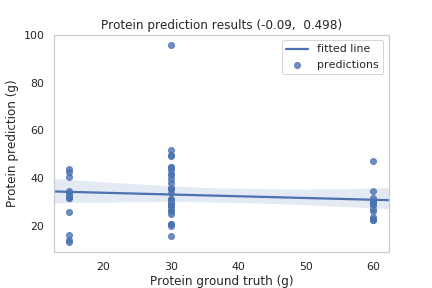 Protein prediction results (-0.09, 0.498)
100
80
60
40
20
Protein prediction (g)
fitted line
predictions
20 30 40 50 60
Protein ground truth (g)